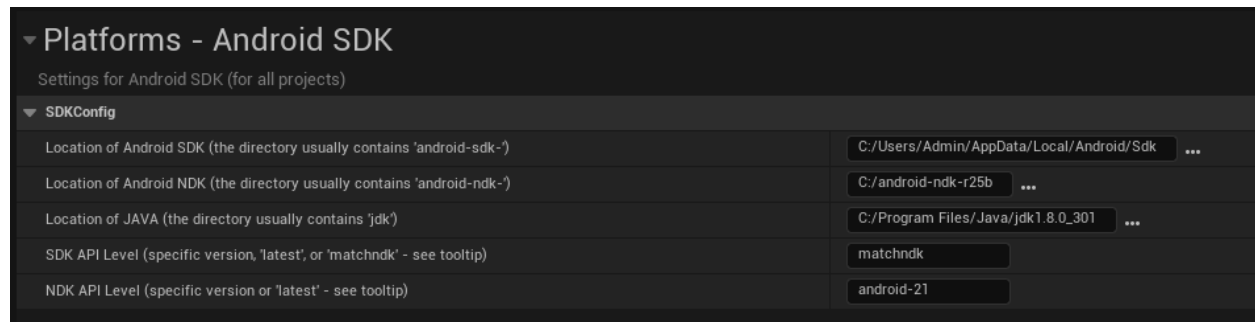 Platforms - Android SDK
Settings for Android SDK (for all projects)
SDKConfig
Location of Android SDK (the directory usually contains 'android-sdk-') C:/Users/Admin/AppData/Local/Android/Sdk ...
Location of Android NDK (the directory usually contains 'android-ndk-') C:/android-ndk-r25b ...
Location of JAVA (the directory usually contains 'jdk') C:/Program Files/Java/jdk1.8.0_301 ...
SDK API Level (specific version, 'latest', or 'matchndk' - see tooltip) matchndk
NDK API Level (specific version or 'latest' - see tooltip) android-21